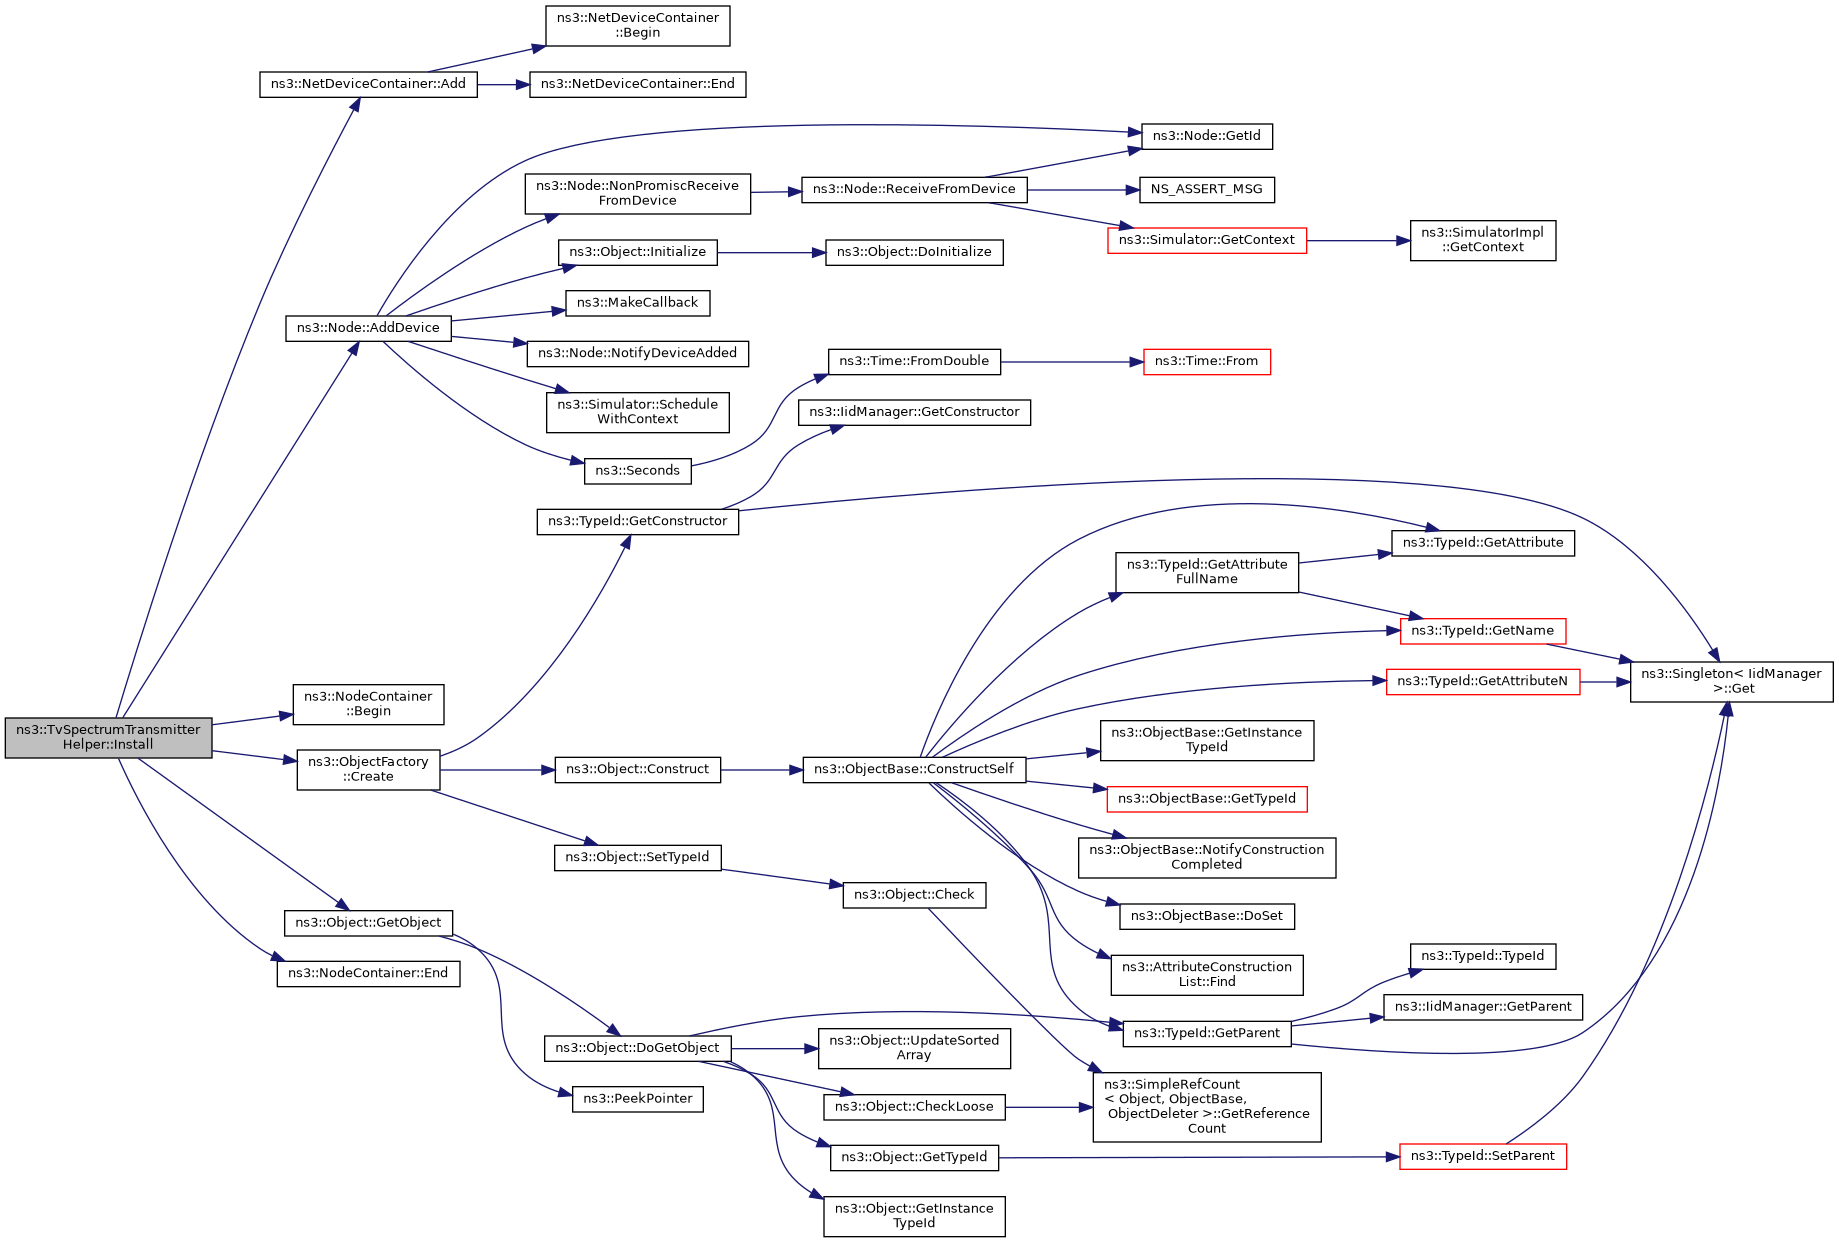 ns3::NetDeviceContainer
::Begin
ns3::NetDeviceContainer::Add
ns3::NetDeviceContainer::End
ns3::Node::GetId
ns3::Node::NonPromiscReceive
FromDevice
ns3::Node::ReceiveFromDevice
NS_ASSERT_MSG
ns3::Simulator::GetContext
ns3::SimulatorImpl
::GetContext
ns3::Object::Initialize
ns3::Object::DoInitialize
ns3::MakeCallback
ns3::Node::AddDevice
ns3::Node::NotifyDeviceAdded
ns3::Time::FromDouble
ns3::Time::From
ns3::Simulator::Schedule
WithContext
ns3::IidManager::GetConstructor
ns3::Seconds
ns3::TypeId::GetConstructor
ns3::TypeId::GetAttribute
ns3::TypeId::GetAttribute
FullName
ns3::TypeId::GetName
ns3::TypeId::GetAttributeN
ns3::Singleton< IidManager
>::Get
ns3::NodeContainer
::Begin
ns3::TvSpectrumTransmitter
Helper::Install
ns3::ObjectBase::GetInstance
TypeId
ns3::ObjectFactory
::Create
ns3::Object::Construct
ns3::ObjectBase::ConstructSelf
ns3::ObjectBase::GetTypeId
ns3::ObjectBase::NotifyConstruction
Completed
ns3::Object::SetTypeId
ns3::Object::Check
ns3::ObjectBase::DoSet
ns3::Object::GetObject
ns3::NodeContainer::End
ns3::AttributeConstruction
List::Find
ns3::TypeId::TypeId
ns3::IidManager::GetParent
ns3::TypeId::GetParent
ns3::Object::DoGetObject
ns3::Object::UpdateSorted
Array
ns3::PeekPointer
ns3::Object::CheckLoose
ns3::SimpleRefCount
< Object, ObjectBase,
ObjectDeleter >::GetReference
Count
ns3::Object::GetTypeId
ns3::TypeId::SetParent
ns3::Object::GetInstance
TypeId